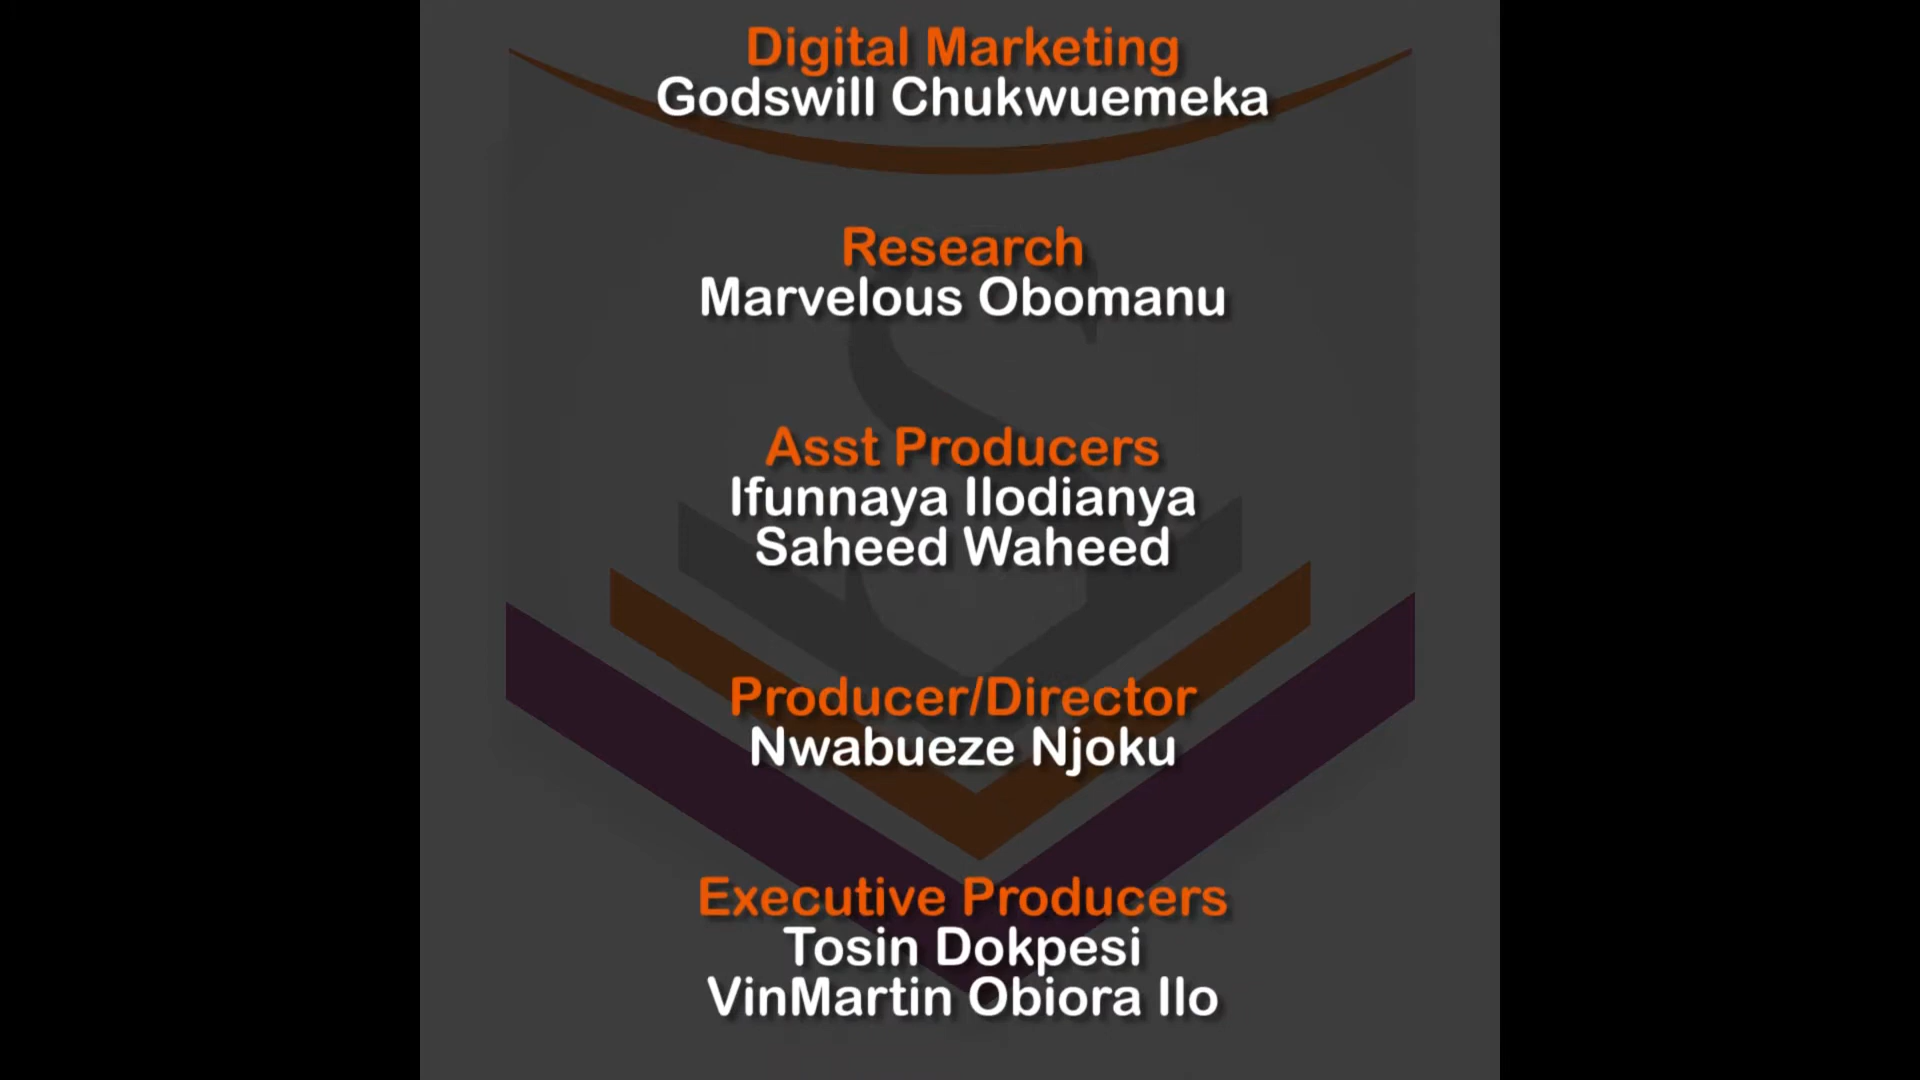 Digital Marketing
Godswill Chukwuemeka
Research
Marvelous Obomanu
Asst Producers
Ifunnaya Ilodianya
Saheed Waheed
Producer/Director
Nwabueze Njoku
Executive Producers
Tosin Dokpesi
VinMartin Obiora Ilo